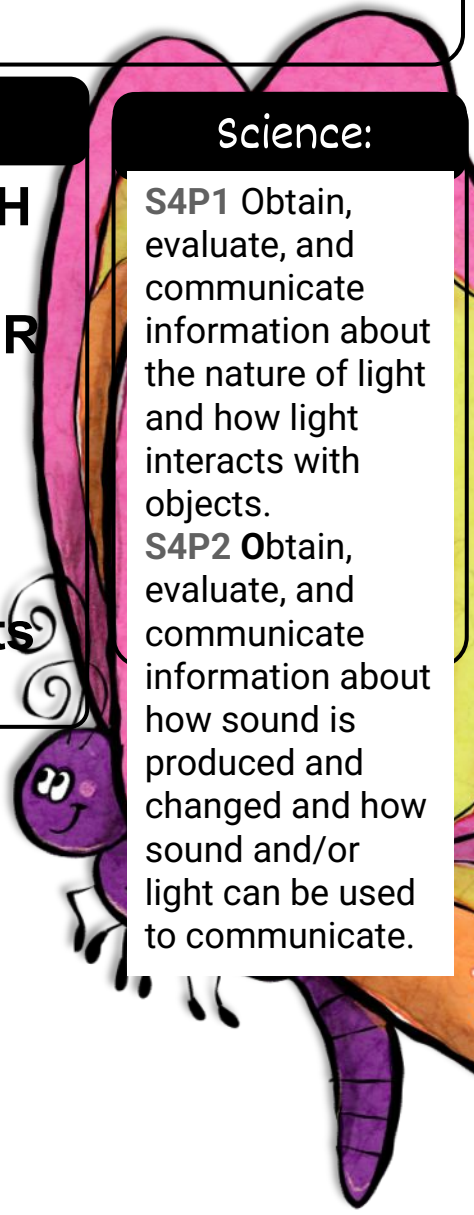 Science:
H
R
ts
S4P1 Obtain,
evaluate, and
communicate
information about
the nature of light
and how light
interacts with
objects.
S4P2 Obtain,
evaluate, and
communicate
information about
how sound is
produced and
changed and how
sound and/or
light can be used
to communicate.